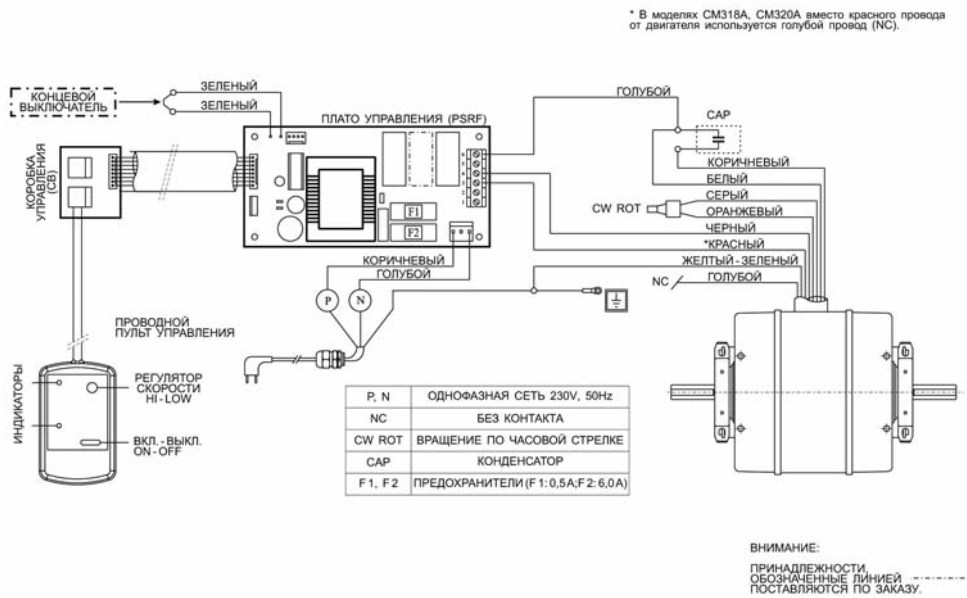 * В моделях СМ318А, СМ320А вместо красного провода
от двигателя используется голубой провод (NC).
КОНЦЕВОЙ
ВЫКЛЮЧАТЕЛЬ
ЗЕЛЕНЫЙ
ЗЕЛЕНЫЙ
ПЛАТО УПРАВЛЕНИЯ (PSRF)
ГОЛУБОЙ
CAP
КОРОБКА
УПРАВЛЕНИЯ
(СВ)
F1
F2
КОРИЧНЕВЫЙ
БЕЛЫЙ
СЕРЫЙ
CW ROT
ОРАНЖЕВЫЙ
ЧЕРНЫЙ
*КРАСНЫЙ
ЖЕЛТЫЙ-ЗЕЛЕНЫЙ
NC
ГОЛУБОЙ
КОРИЧНЕВЫЙ
ГОЛУБОЙ
P
N
ПРОВОДНОЙ
ПУЛЬТ УПРАВЛЕНИЯ
ИНДИКАТОРЫ
РЕГУЛЯТОР
СКОРОСТИ
HI-LOW
ВКЛ.-ВЫКЛ.
ON-OFF
P, N ОДНОФАЗНАЯ СЕТЬ 230V, 50Hz
NC БЕЗ КОНТАКТА
CW ROT ВРАЩЕНИЕ ПО ЧАСОВОЙ СТРЕЛКЕ
CAP КОНДЕНСАТОР
F1, F2 ПРЕДОХРАНИТЕЛИ (F1:0,5A;F2:6,0A)
ВНИМАНИЕ:
ПРИНАДЛЕЖНОСТИ,
ОБОЗНАЧЕННЫЕ ЛИНИЕЙ
ПОСТАВЛЯЮТСЯ ПО ЗАКАЗУ.